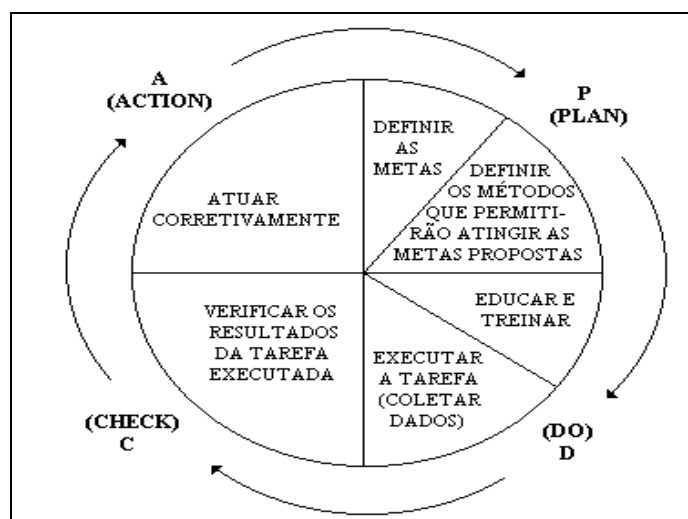 A
(ACTION)
P
(PLAN)
DEFINIR
AS
METAS
DEFINIR
OS MÉTODOS
QUE PERMITI-
RÃO ATINGIR AS
METAS PROPOSTAS
ATUAR
CORRETIVAMENTE
VERIFICAR OS
RESULTADOS
DA TAREFA
EXECUTADA
EDUCAR E
TREINAR
EXECUTAR
A TAREFA
(COLETAR
DADOS)
(CHECK)
C
(DO)
D